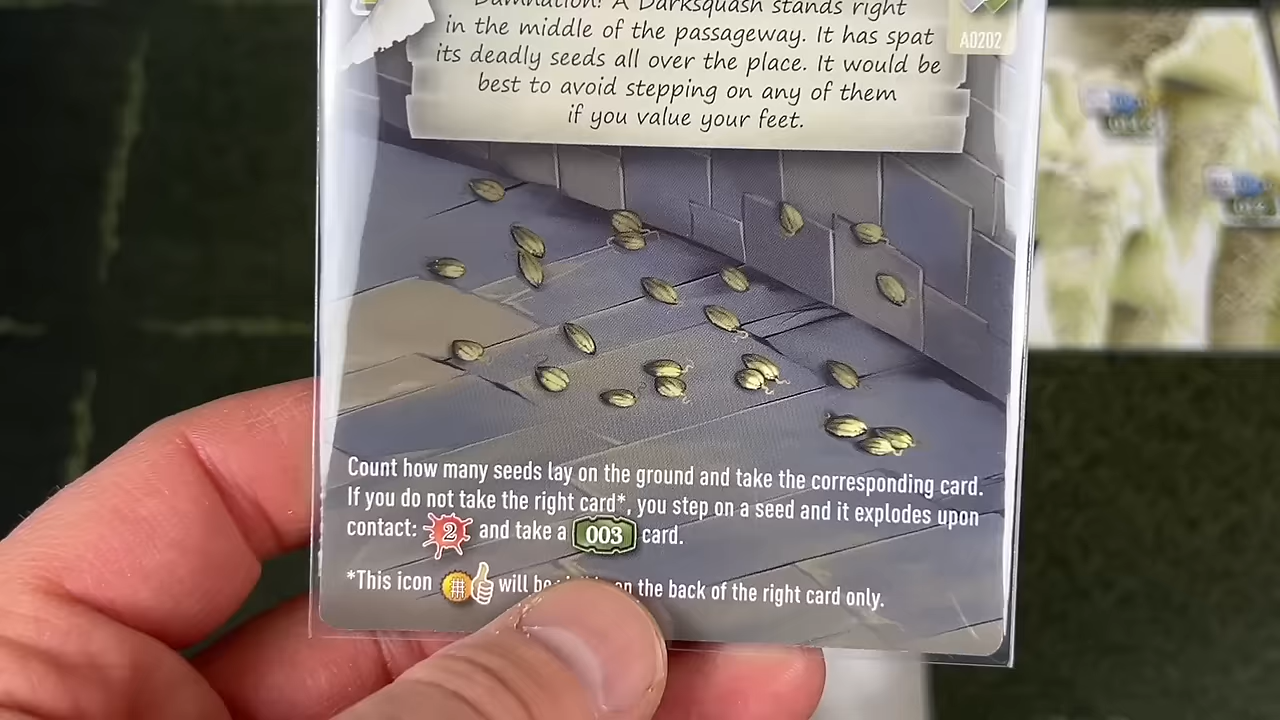 Damnation! A Darksquash stands right
in the middle of the passageway. It has spat
its deadly seeds all over the place. It would be
best to avoid stepping on any of them
if you value your feet.
A0202
Count how many seeds lay on the ground and take the corresponding card.
If you do not take the right card*, you step on a seed and it explodes upon
contact: 2 and take a 003 card.
*This icon will be on the back of the right card only.